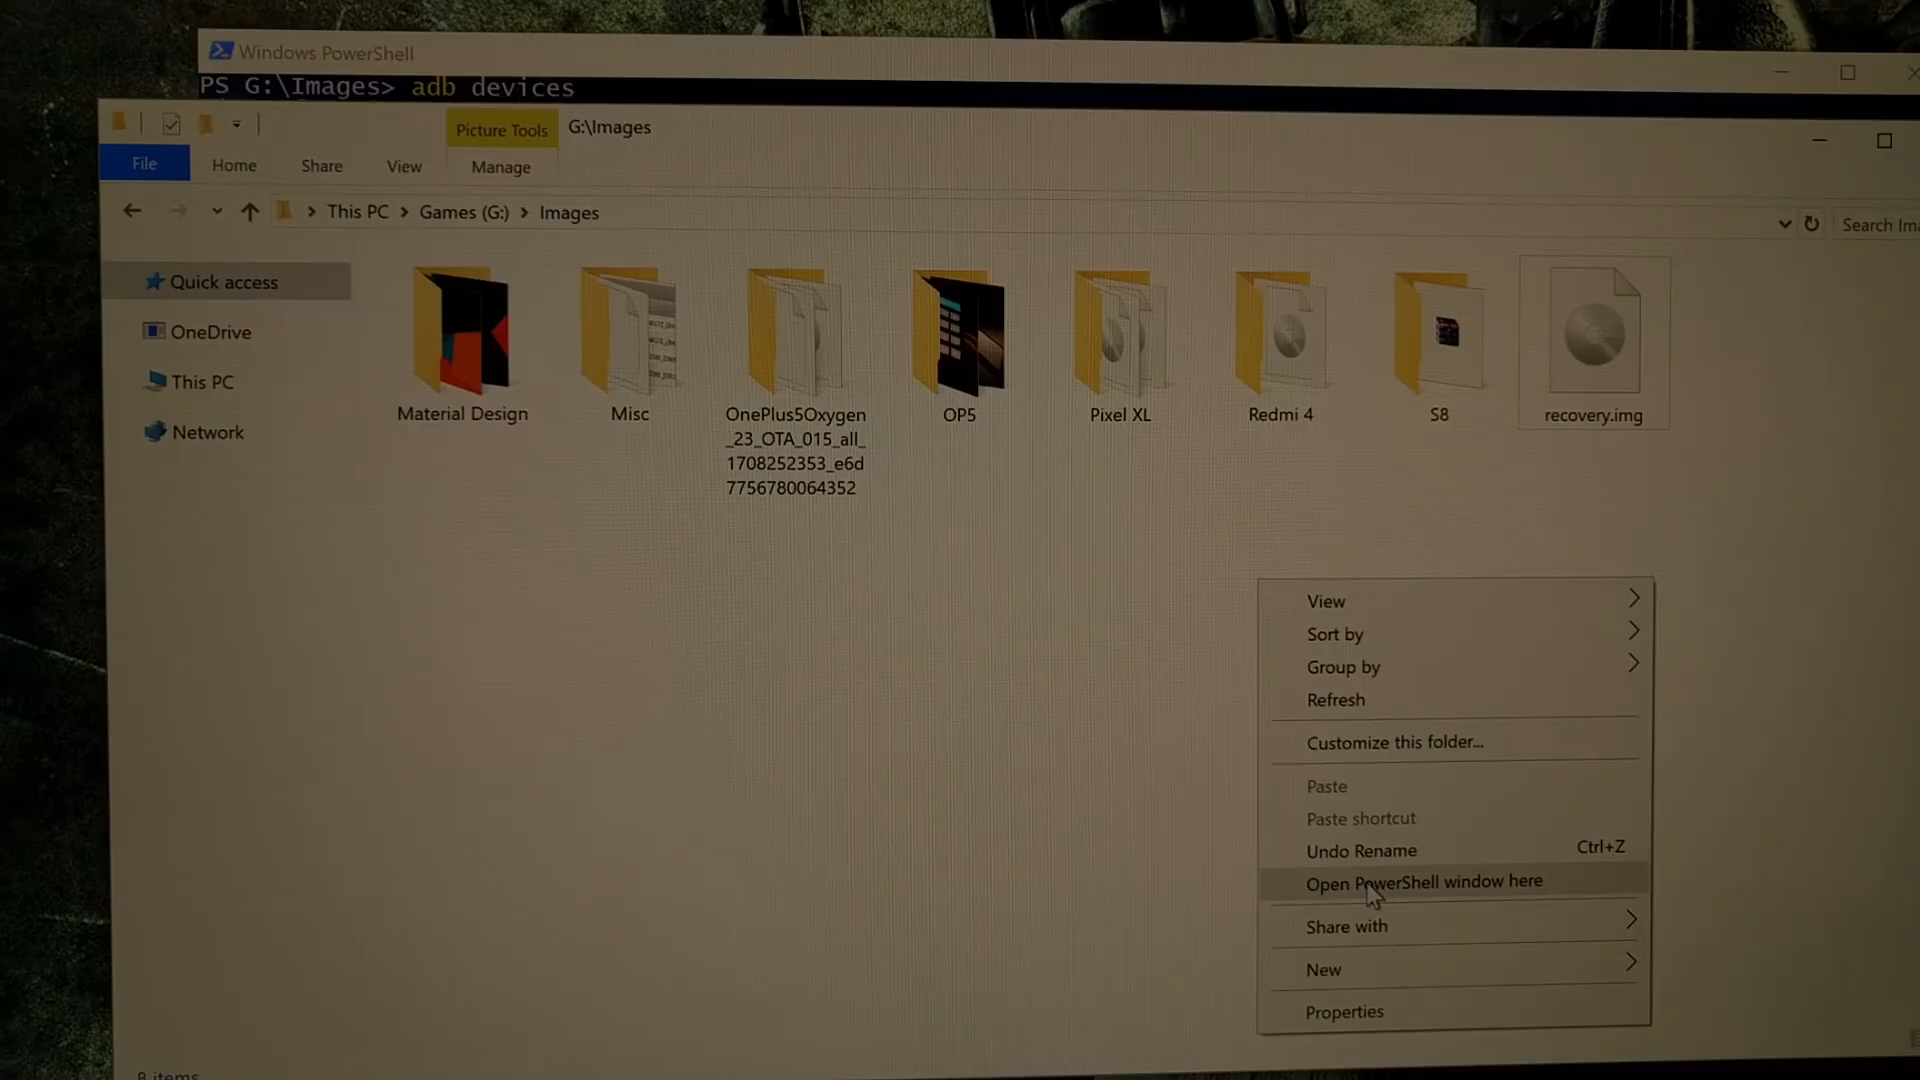 Windows PowerShell
PS G:\Images> adb devices
Picture Tools
G:\Images
File
Home
Share
View
Manage
This PC
Games (G:)
Images
Search Ima
Quick access
OneDrive
This PC
Network
Material Design
Misc
OnePlus5Oxygen
_23_OTA_015_all_
1708252353_e6d
7756780064352
OP5
Pixel XL
Redmi 4
S8
recovery.img
View
Sort by
Group by
Refresh
Customize this folder...
Paste
Paste shortcut
Undo Rename Ctrl+Z
Open PowerShell window here
Share with
New
Properties
8 items